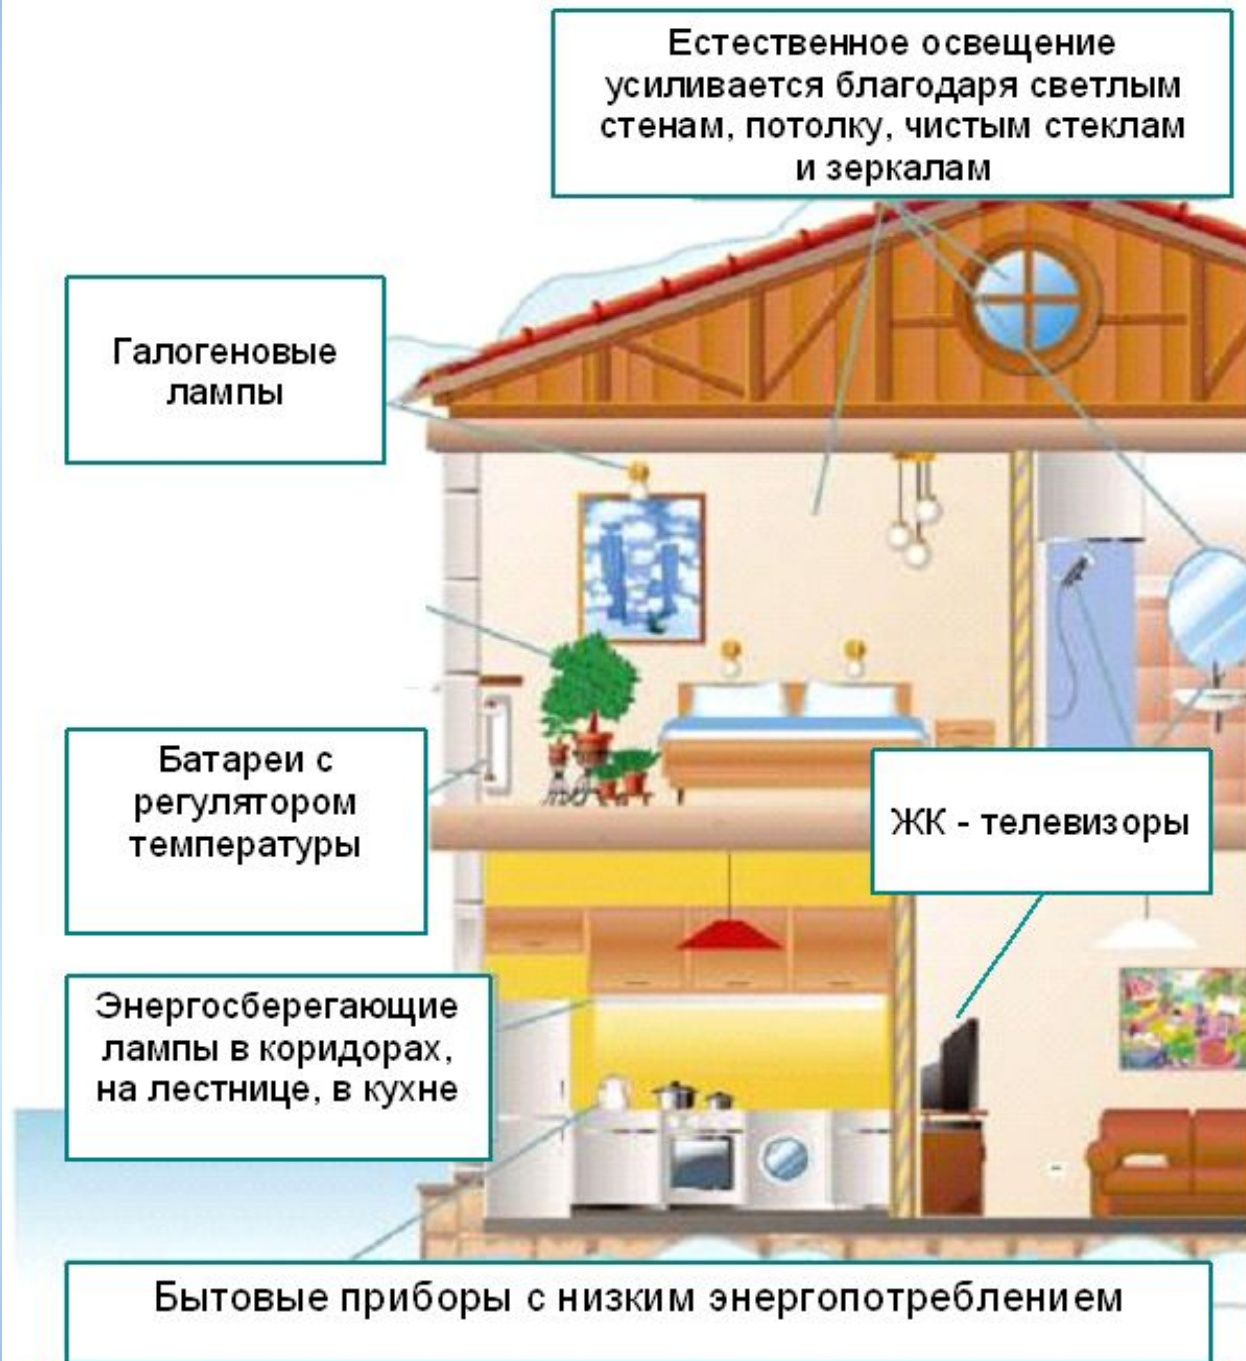 Естественное освещение
усиливается благодаря светлым
стенам, потолку, чистым стеклам
и зеркалам
Галогеновые
лампы
Батареи с
регулятором
температуры
ЖК - телевизоры
Энергосберегающие
лампы в коридорах,
на лестнице, в кухне
Бытовые приборы с низким энергопотреблением